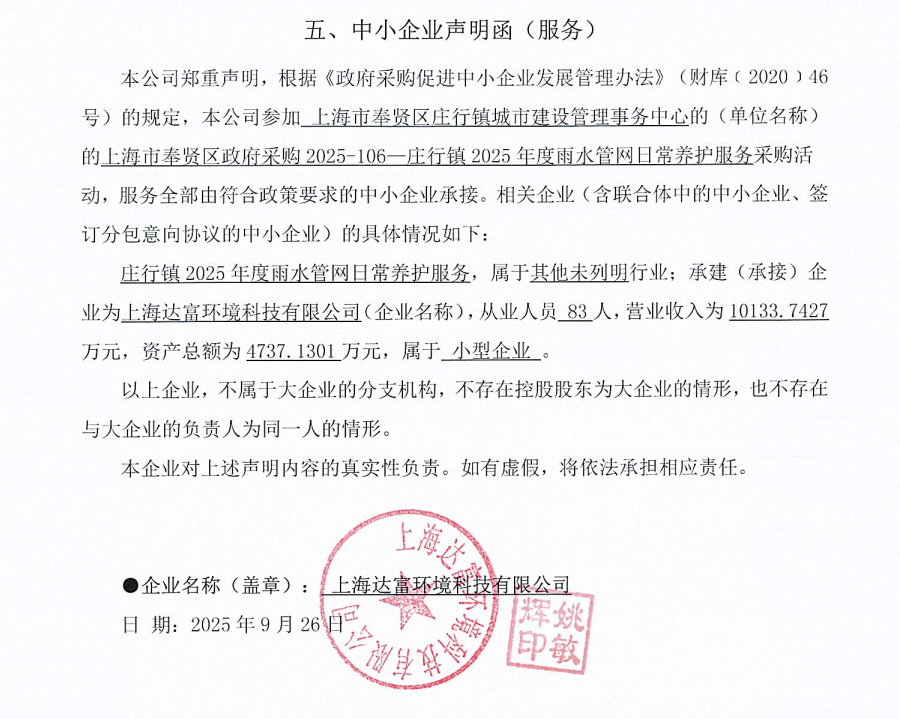 五、中小企业声明函（服务）
本公司郑重声明，根据《政府采购促进中小企业发展管理办法》（财库﹝2020﹞46
号）的规定，本公司参加 上海市奉贤区庄行镇城市建设管理事务中心的（单位名称）
的上海市奉贤区政府采购 2025-106—庄行镇 2025 年度雨水管网日常养护服务采购活
动，服务全部由符合政策要求的中小企业承接。相关企业（含联合体中的中小企业、签
订分包意向协议的中小企业）的具体情况如下：
庄行镇 2025 年度雨水管网日常养护服务，属于其他未列明行业；承建（承接）企
业为上海达富环境科技有限公司（企业名称），从业人员 83 人，营业收入为 10133.7427
万元，资产总额为 4737.1301 万元，属于 小型企业 。
以上企业，不属于大企业的分支机构，不存在控股股东为大企业的情形，也不存在
与大企业的负责人为同一人的情形。
本企业对上述声明内容的真实性负责。如有虚假，将依法承担相应责任。
●企业名称（盖章）： 上海达富环境科技有限公司
日 期：2025 年 9 月 26 日
上海达富环境科技有限公司
姚敏
辉印